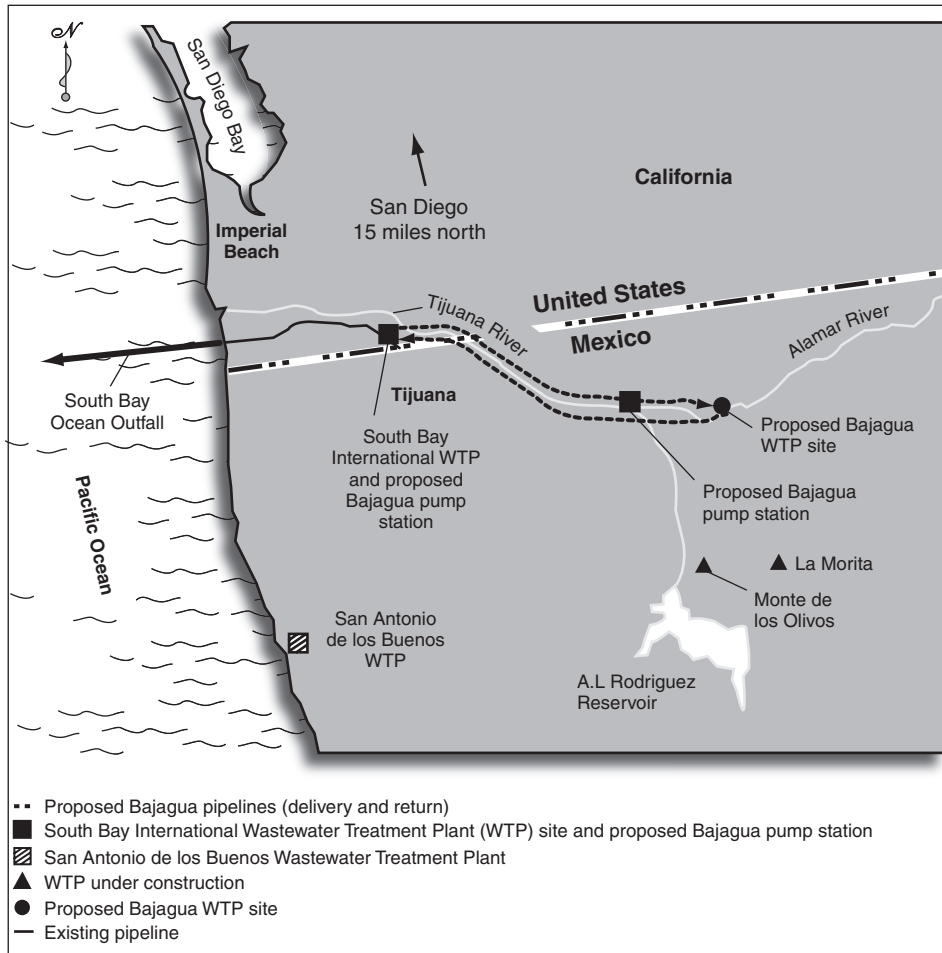 N
San Diego Bay
California
San Diego
15 miles north
Imperial
Beach
United States
Mexico
Tijuana River
Alamar River
South Bay
Ocean Outfall
Tijuana
South Bay
International WTP
and proposed
Bajagua pump
station
Proposed Bajagua
WTP site
Proposed Bajagua
pump station
Pacific Ocean
La Morita
Monte de
los Olivos
San Antonio
de los Buenos
WTP
A.L Rodriguez
Reservoir
Proposed Bajagua pipelines (delivery and return)
South Bay International Wastewater Treatment Plant (WTP) site and proposed Bajagua pump station
San Antonio de los Buenos Wastewater Treatment Plant
WTP under construction
Proposed Bajagua WTP site
Existing pipeline